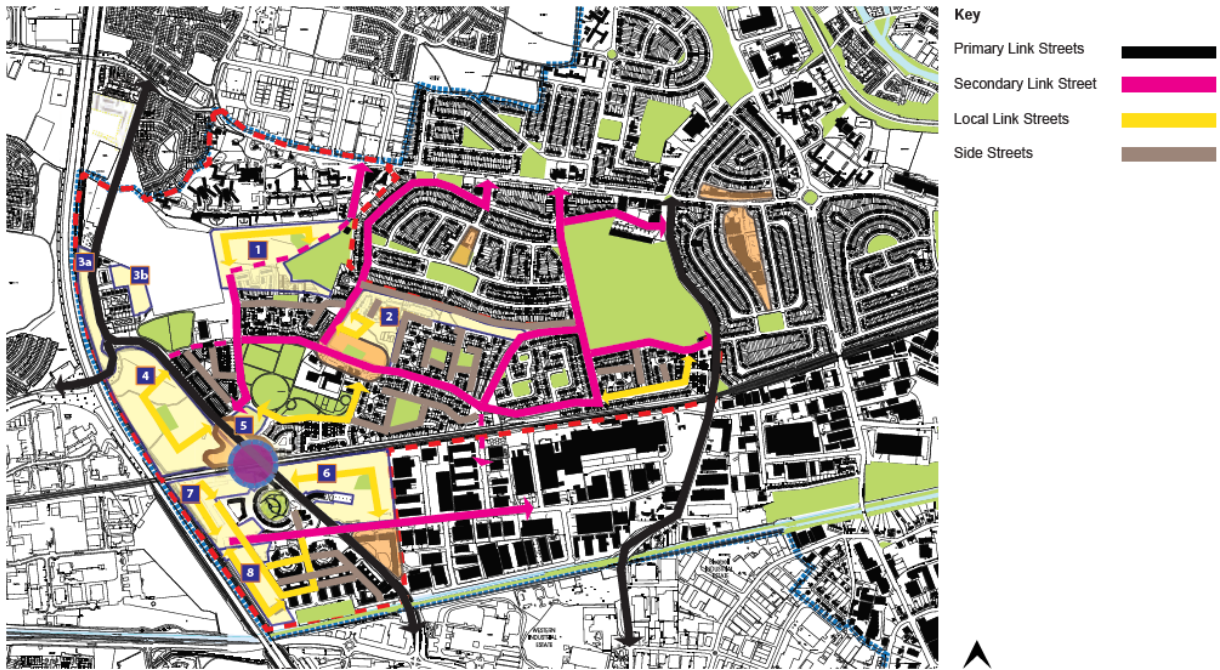 Key
Primary Link Streets
Secondary Link Street
Local Link Streets
Side Streets
1
3a
3b
2
4
5
6
7
8
WESTERN
INDUSTRIAL
ESTATE